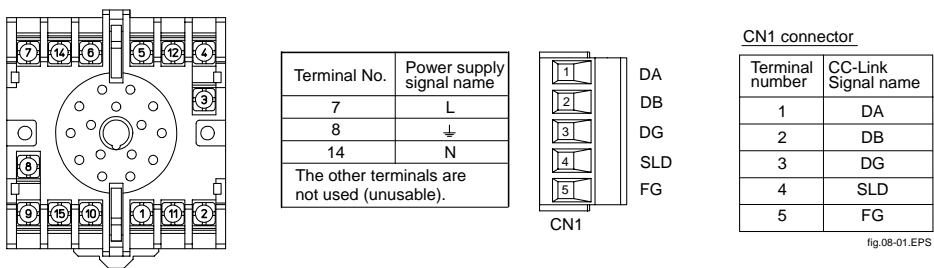 7 14 6 5 12 4
3
8
9 15 10 1 11 2
Terminal No. Power supply signal name
7 L
8 ⏚
14 N
The other terminals are
not used (unusable).
1 DA
2 DB
3 DG
4 SLD
5 FG
CN1
CN1 connector
Terminal number CC-Link Signal name
1 DA
2 DB
3 DG
4 SLD
5 FG
fig.08-01.EPS